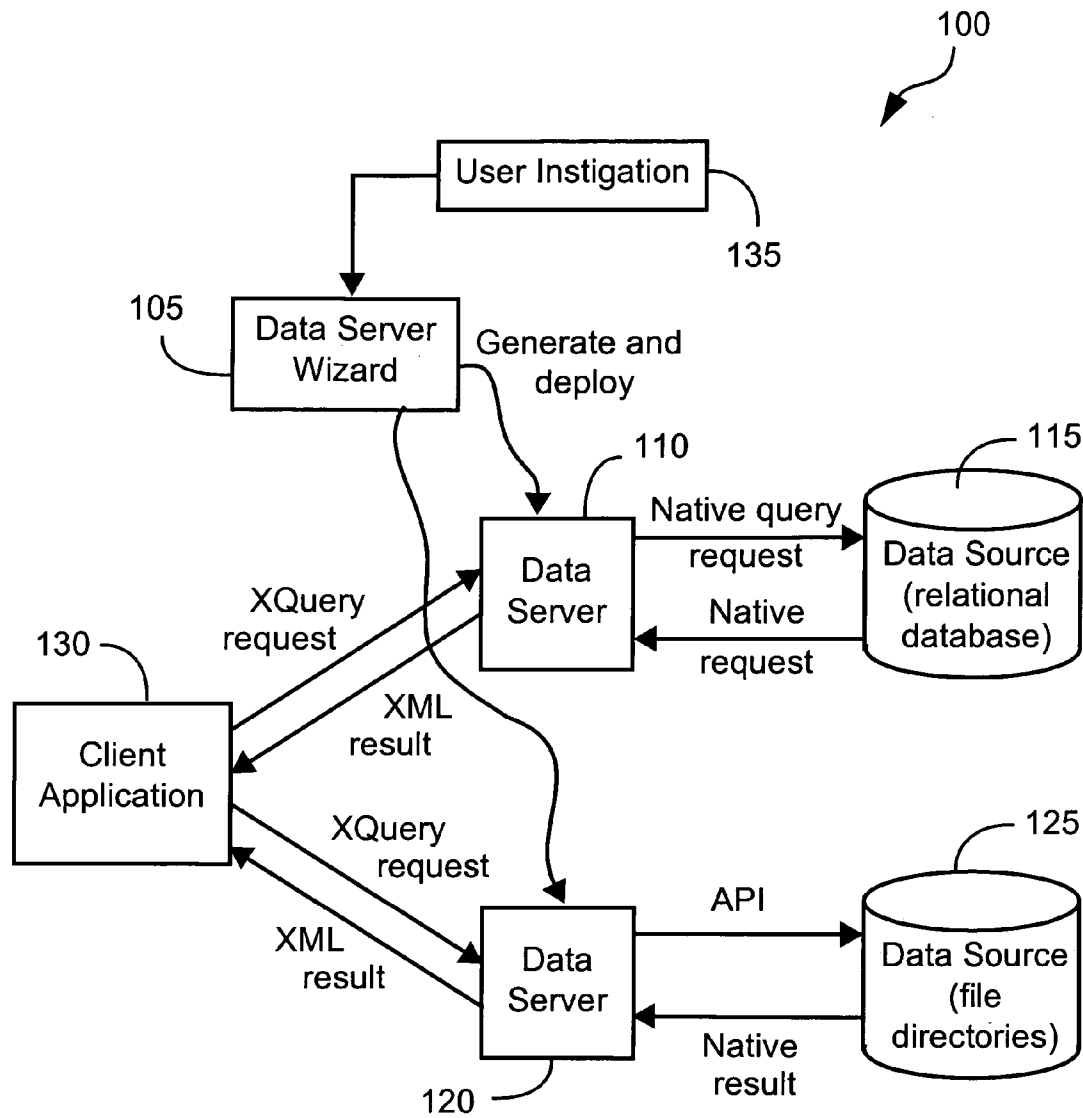 100
User Instigation
135
105
Data Server
Wizard
Generate and
deploy
110
115
Native query
request
Data
Server
Data Source
(relational
database)
Native
request
XQuery
request
130
XML
result
Client
Application
XQuery
request
125
API
XML
result
Data
Server
Data Source
(file
directories)
Native
result
120